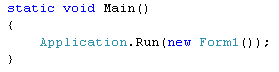 static void Main()
{
    Application.Run(new Form1());
}